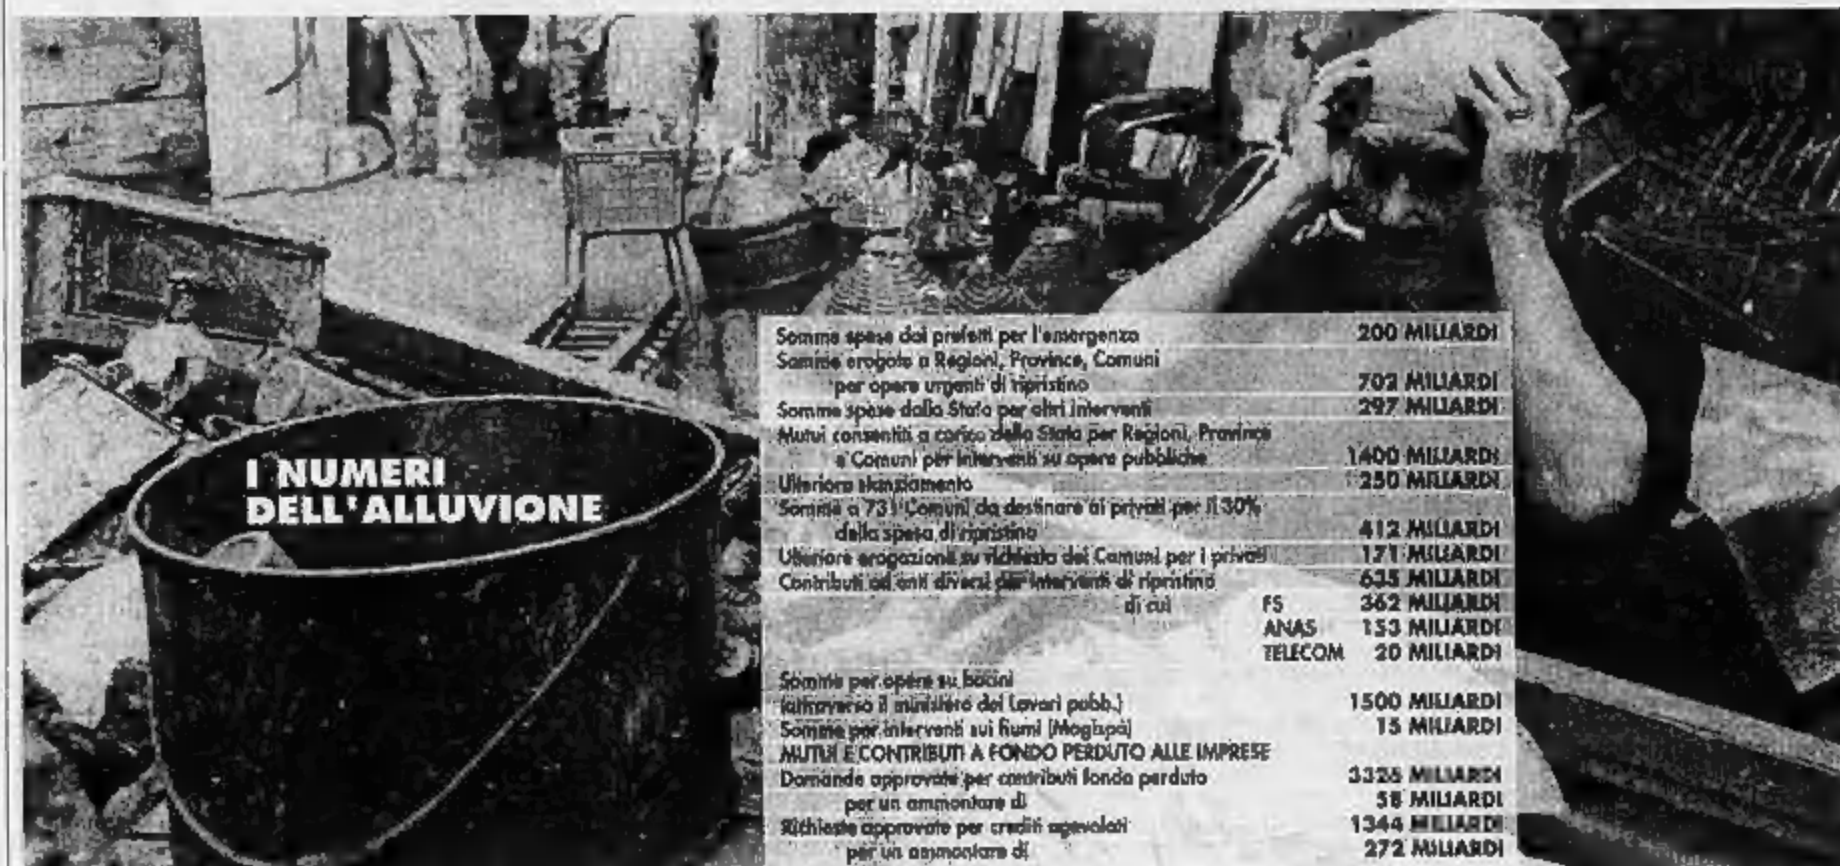 I NUMERI
DELL'ALLUVIONE
Somme spese dai prefetti per l'emergenza 200 MILIARDI
Somme erogate a Regioni, Province, Comuni
per opere urgenti di ripristino 702 MILIARDI
Somme spese dallo Stato per altri interventi 297 MILIARDI
Mutui consentiti a carico dello Stato per Regioni, Province
e Comuni per interventi su opere pubbliche 1400 MILIARDI
Ulteriore stanziamento 250 MILIARDI
Somme a 731 Comuni da destinare ai privati per il 30%
della spesa di ripristino 412 MILIARDI
Ulteriore erogazione su richiesta dei Comuni per i privati 171 MILIARDI
Contributi ad enti diversi per interventi di ripristino 635 MILIARDI
di cui FS 362 MILIARDI
ANAS 153 MILIARDI
TELECOM 20 MILIARDI
Somme per opere su bacini
(attraverso il ministero dei Lavori pubb.) 1500 MILIARDI
Somme per interventi sui fiumi (Magispo) 15 MILIARDI
MUTUI E CONTRIBUTI A FONDO PERDUTO ALLE IMPRESE
Domande approvate per contributi fondo perduto 3326 MILIARDI
per un ammontare di 58 MILIARDI
Richieste approvate per crediti agevolati 1344 MILIARDI
per un ammontare di 272 MILIARDI